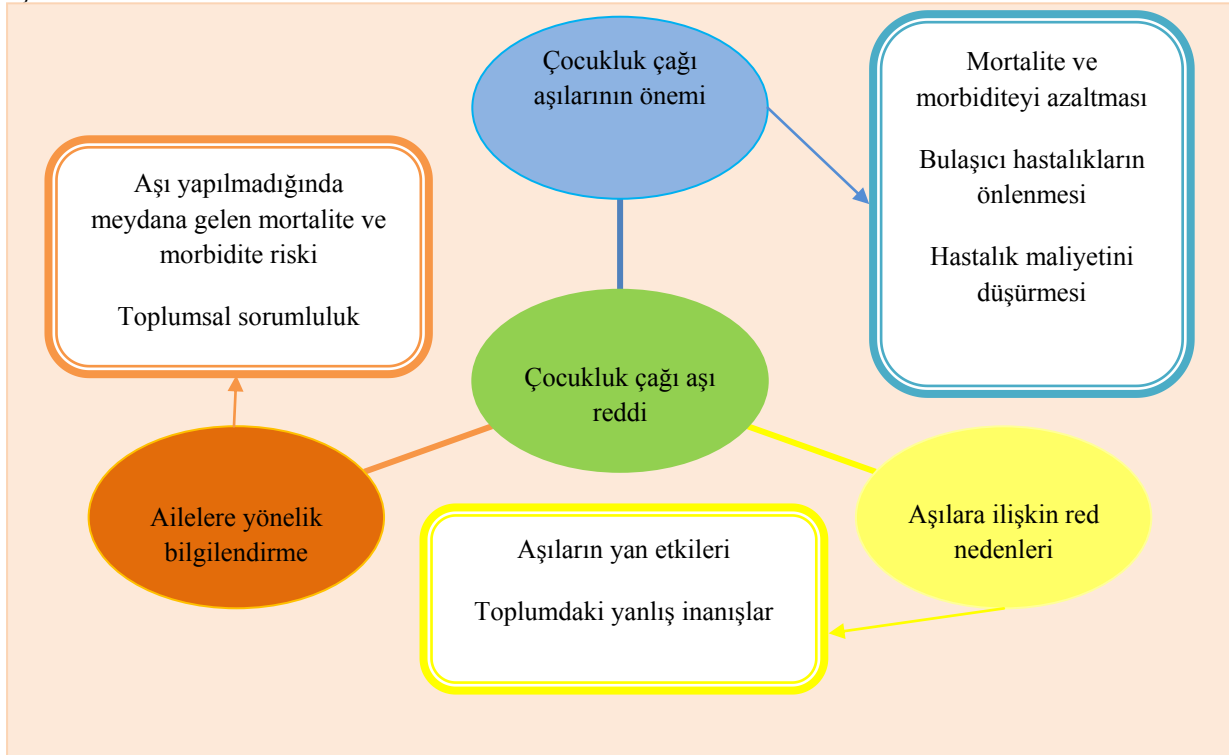 Çocukluk çağı
aşılarının önemi
Mortalite ve
morbiditeyi azaltması
Bulaşıcı hastalıkların
önlenmesi
Hastalık maliyetini
düşürmesi
Aşı yapılmadığında
meydana gelen mortalite ve
morbidite riski
Toplumsal sorumluluk
Çocukluk çağı aşı
reddi
Ailelere yönelik
bilgilendirme
Aşılara ilişkin red
nedenleri
Aşıların yan etkileri
Toplumdaki yanlış inanışlar